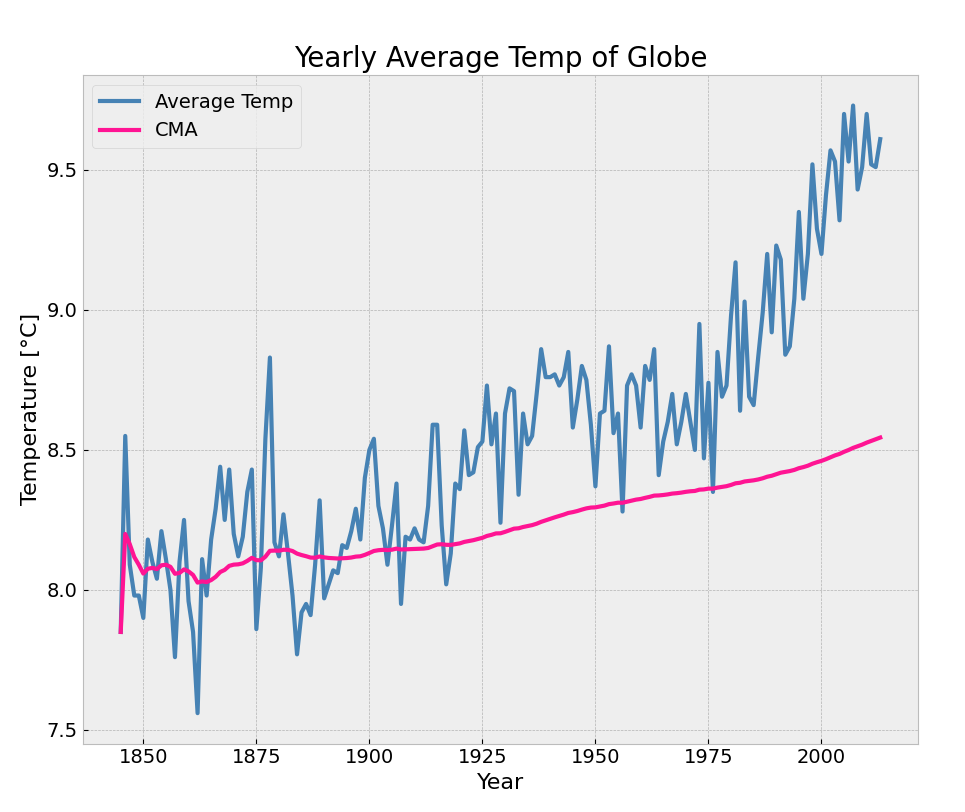 Yearly Average Temp of Globe
Average Temp
CMA
Temperature [°C]
9.5
9.0
8.5
8.0
7.5
1850 1875 1900 1925 1950 1975 2000
Year